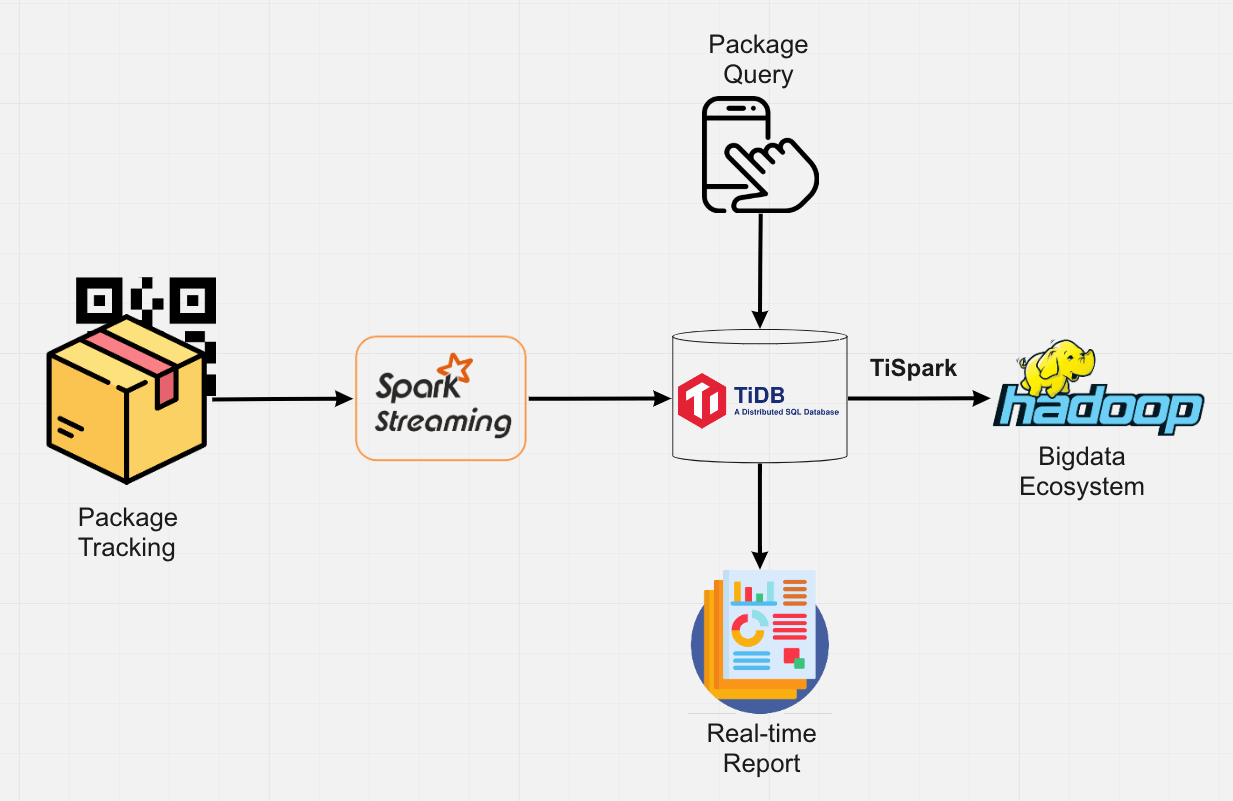 Package
Query
Package
Tracking
Spark
Streaming
TiDB
A Distributed SQL Database
TiSpark
hadoop
Bigdata
Ecosystem
Real-time
Report